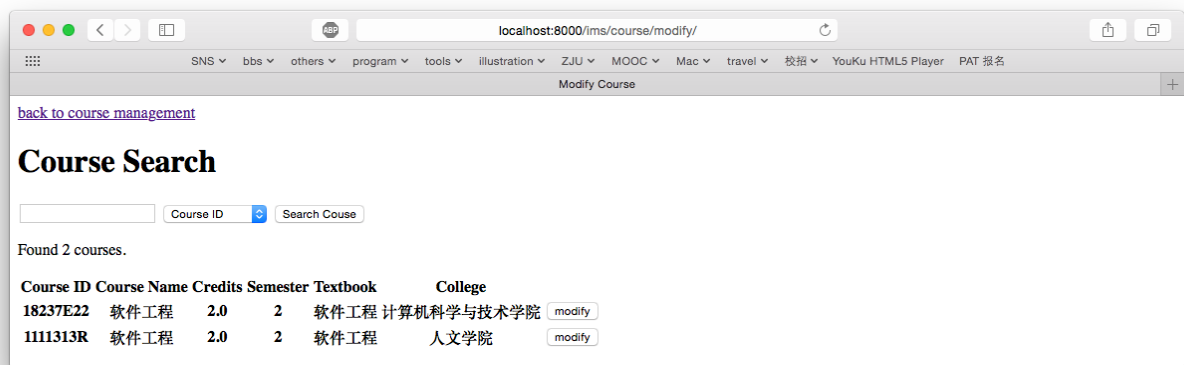 ABP localhost:8000/ims/course/modify/
SNS bbs others program tools illustration ZJU MOOC Mac travel 校招 YouKu HTML5 Player PAT 报名
Modify Course
back to course management
Course Search
Course ID Search Couse
Found 2 courses.
Course ID Course Name Credits Semester Textbook College
18237E22 软件工程 2.0 2 软件工程 计算机科学与技术学院 modify
1111313R 软件工程 2.0 2 软件工程 人文学院 modify